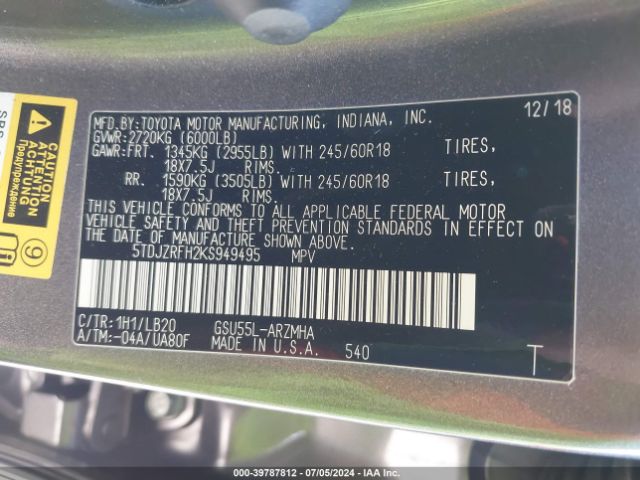 MFD.BY:TOYOTA MOTOR MANUFACTURING, INDIANA, INC. 12/18
GVWR:2720KG (6000LB)
GAWR:FRT. 1345KG (2955LB) WITH 245/60R18 TIRES,
18X7.5J RIMS.
RR. 1590KG (3505LB) WITH 245/60R18 TIRES,
18X7.5J RIMS.
THIS VEHICLE CONFORMS TO ALL APPLICABLE FEDERAL MOTOR
VEHICLE SAFETY AND THEFT PREVENTION STANDARDS IN EFFECT ON
THE DATE OF MANUFACTURE SHOWN ABOVE.
5TDJZRFH2KS949495 MPV
C/TR:1H1/LB20 GSU55L-ARZMHA
A/TM:-04A/UA80F MADE IN U.S.A. 540 T
CAUTION
ATTENTION
ACHTUNG
Предупреждение
9
SRS
000-39787812 / 07/05/2024 - IAA Inc.